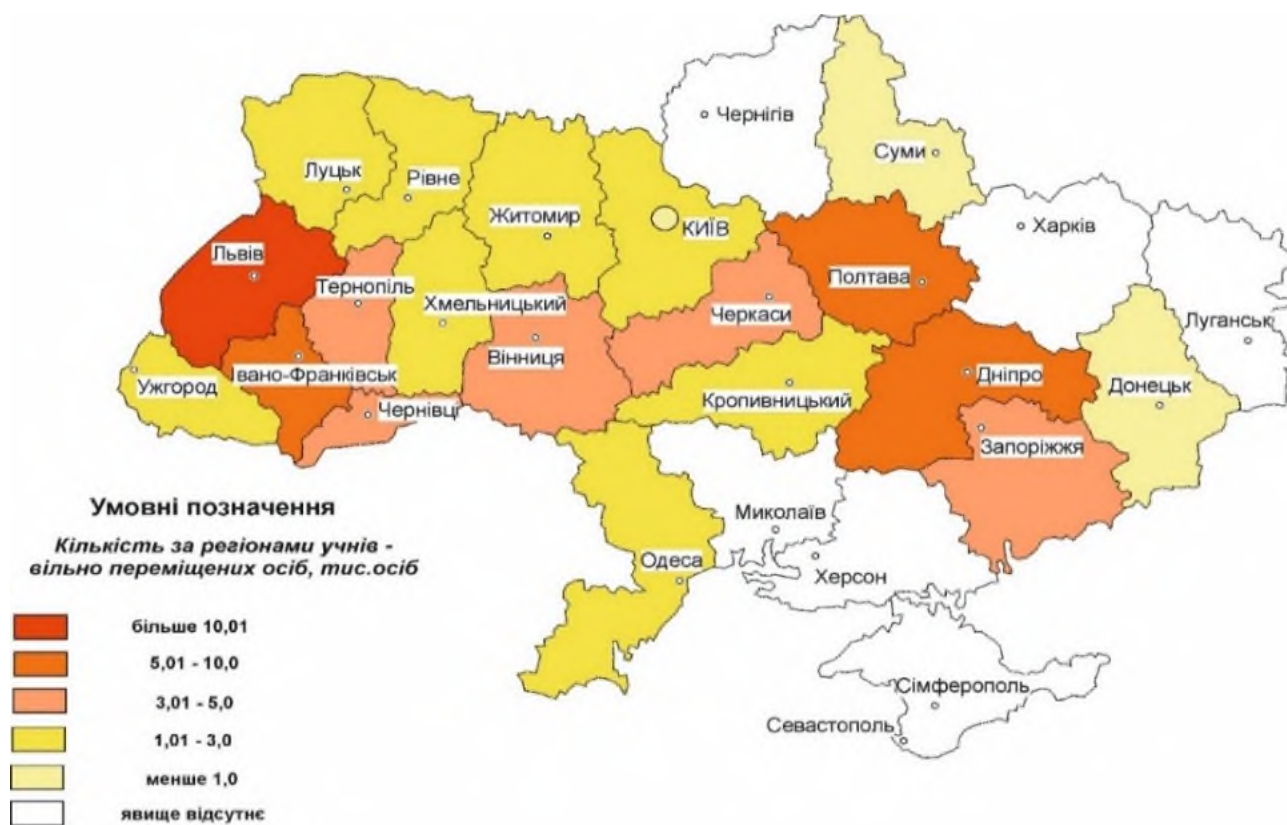 Чернігів
Суми
Луцьк
Рівне
Житомир
КИЇВ
Харків
Львів
Тернопіль
Хмельницький
Полтава
Черкаси
Луганськ
Вінниця
Ужгород
вано-Франківськ
Дніпро
Донецьк
Чернівці
Кропивницький
Запоріжжя
Умовні позначення
Миколаїв
Кількість за регіонами учнів -
вільно переміщених осіб, тис.осіб
Одеса
Херсон
більше 10,01
5,01 - 10,0
3,01 - 5,0
Сімферополь
Севастополь
1,01 - 3,0
менше 1,0
явище відсутнє